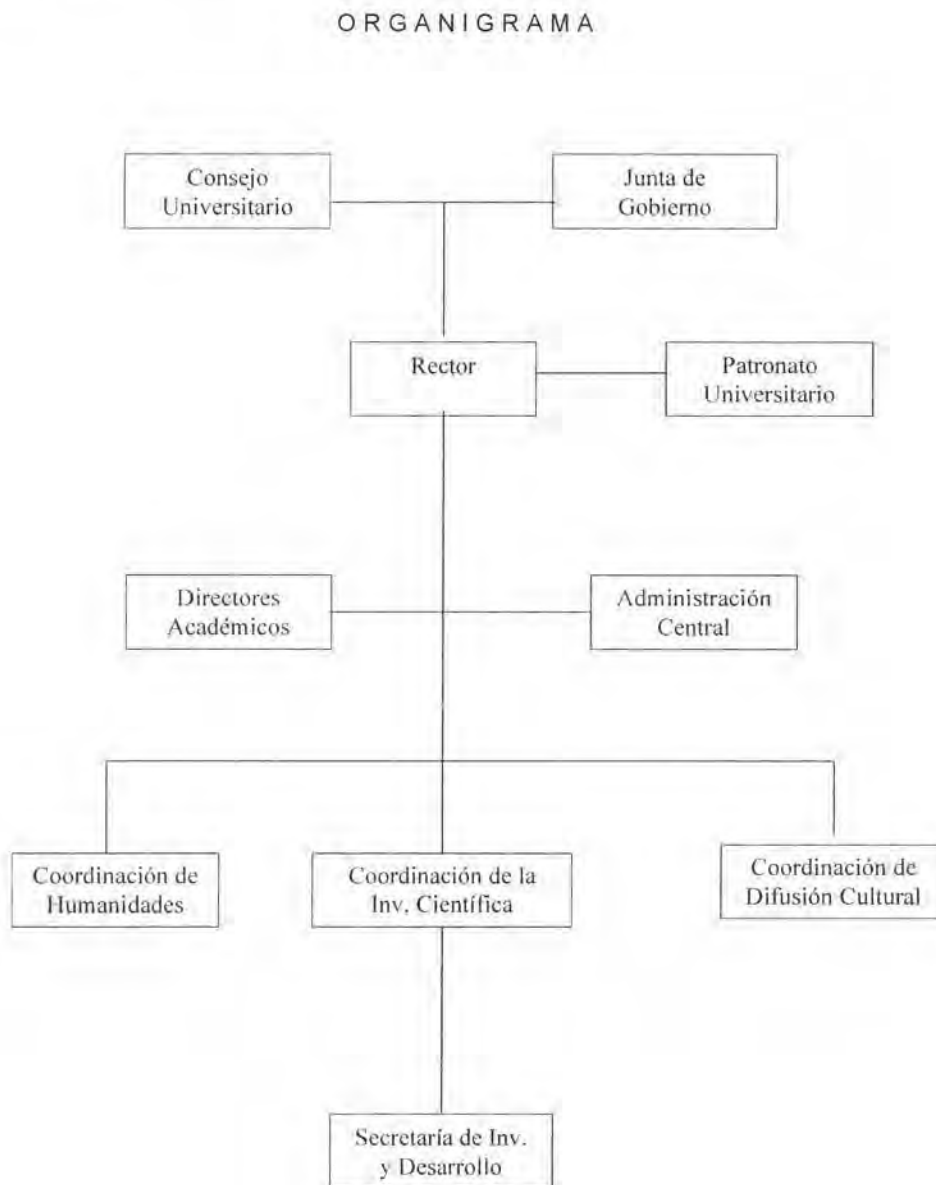 ORGANIGRAMA
Consejo
Universitario
Junta de
Gobierno
Rector
Patronato
Universitario
Directores
Académicos
Administración
Central
Coordinación de
Humanidades
Coordinación de la
Inv. Científica
Coordinación de
Difusión Cultural
Secretaría de Inv.
y Desarrollo